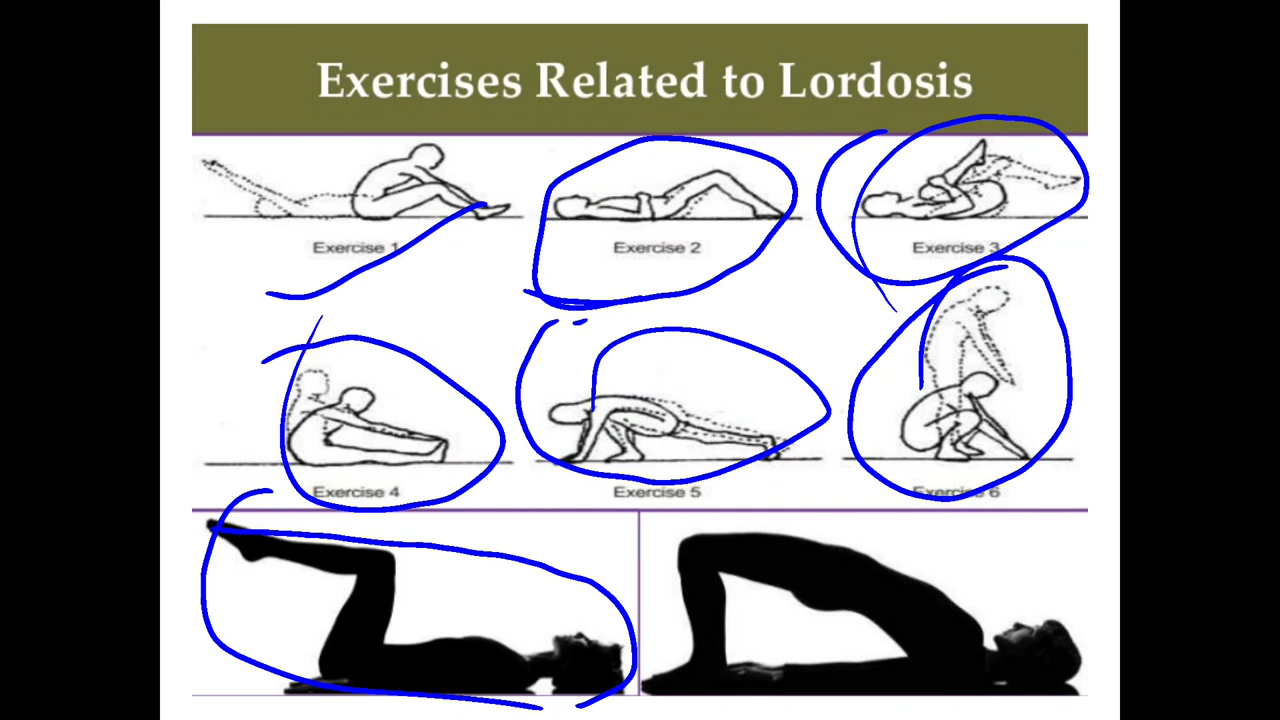 Exercises Related to Lordosis
Exercise 1
Exercise 2
Exercise 3
Exercise 4
Exercise 5
Exercise 6